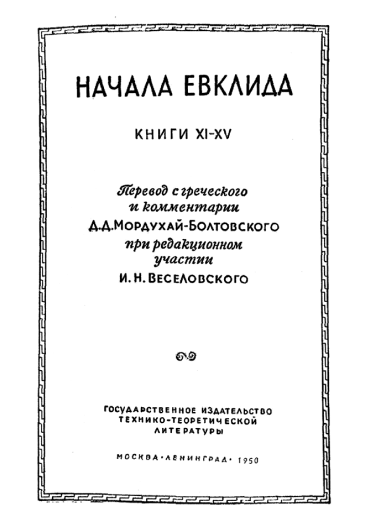 НАЧАЛА ЕВКЛИДА
КНИГИ XI-XV
Перевод с греческого
и комментарии
Д.Д.МОРДУХАЙ-БОЛТОВСКОГО
при редакционном
участии
И.Н.ВЕСЕЛОВСКОГО
ГОСУДАРСТВЕННОЕ ИЗДАТЕЛЬСТВО
ТЕХНИКО-ТЕОРЕТИЧЕСКОЙ
ЛИТЕРАТУРЫ
МОСКВА·ЛЕНИНГРАД·1950